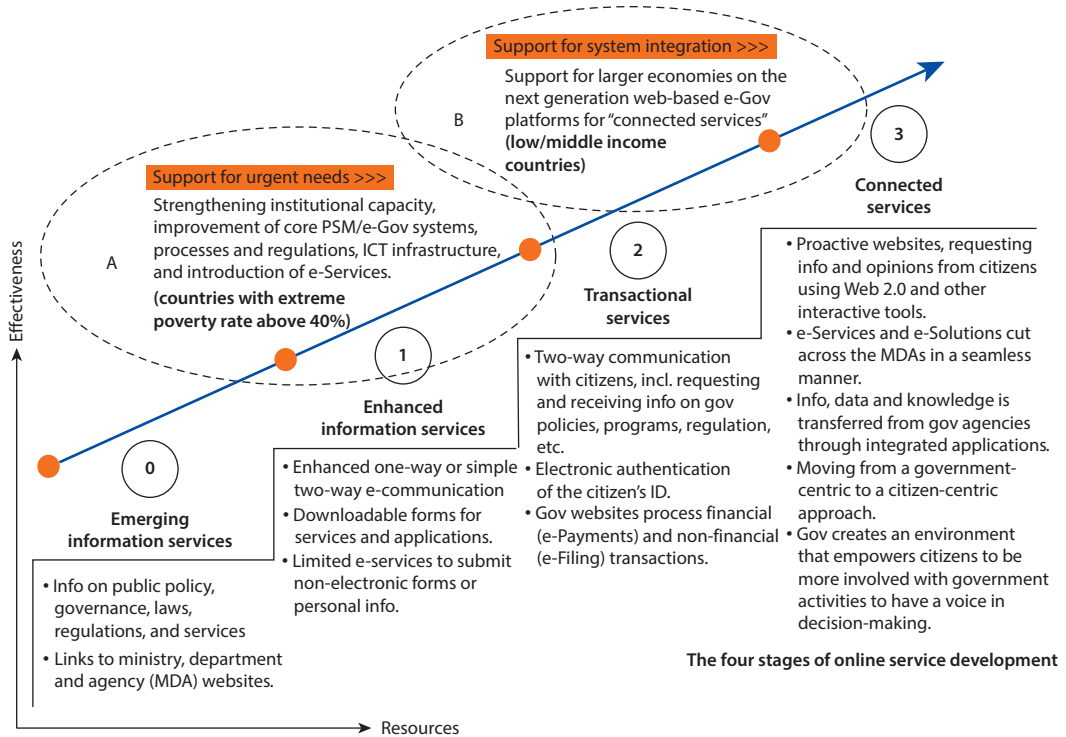 Support for system integration >>>
Support for larger economies on the
next generation web-based e-Gov
platforms for “connected services”
(low/middle income
countries)
B
3
Connected
services
Support for urgent needs >>>
Strengthening institutional capacity,
improvement of core PSM/e-Gov systems,
processes and regulations, ICT infrastructure,
and introduction of e-Services.
(countries with extreme
poverty rate above 40%)
A
2
Transactional
services
1
Enhanced
information services
0
Emerging
information services
Effectiveness
• Info on public policy,
governance, laws,
regulations, and services
• Links to ministry, department
and agency (MDA) websites.
• Enhanced one-way or simple
two-way e-communication
• Downloadable forms for
services and applications.
• Limited e-services to submit
non-electronic forms or
personal info.
• Two-way communication
with citizens, incl. requesting
and receiving info on gov
policies, programs, regulation,
etc.
• Electronic authentication
of the citizen’s ID.
• Gov websites process financial
(e-Payments) and non-financial
(e-Filing) transactions.
• Proactive websites, requesting
info and opinions from citizens
using Web 2.0 and other
interactive tools.
• e-Services and e-Solutions cut
across the MDAs in a seamless
manner.
• Info, data and knowledge is
transferred from gov agencies
through integrated applications.
• Moving from a government-
centric to a citizen-centric
approach.
• Gov creates an environment
that empowers citizens to be
more involved with government
activities to have a voice in
decision-making.
The four stages of online service development
Resources